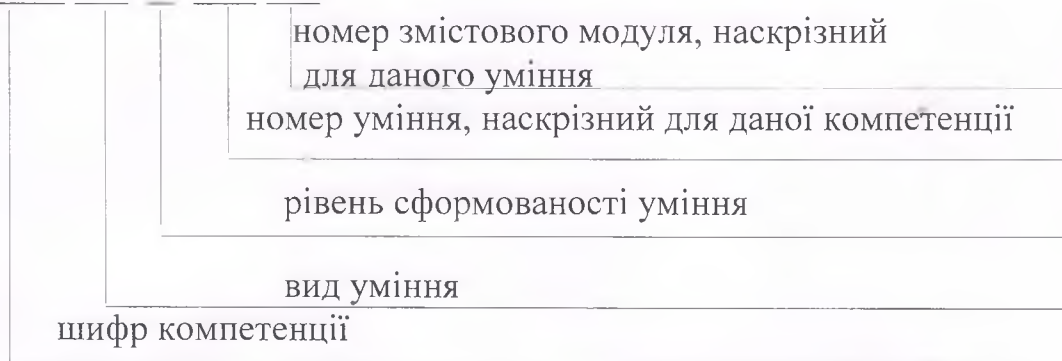 номер змістового модуля, наскрізний
для даного уміння
номер уміння, наскрізний для даної компетенції
рівень сформованості уміння
вид уміння
шифр компетенції